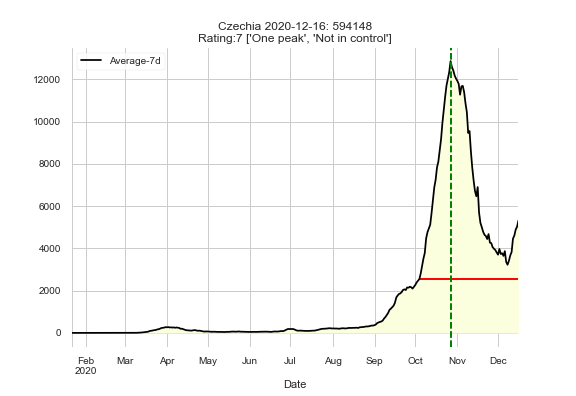 Czechia 2020-12-16: 594148
Rating:7 ['One peak', 'Not in control']
Average-7d
12000
10000
8000
6000
4000
2000
0
Feb Mar Apr May Jun Jul Aug Sep Oct Nov Dec
2020
Date